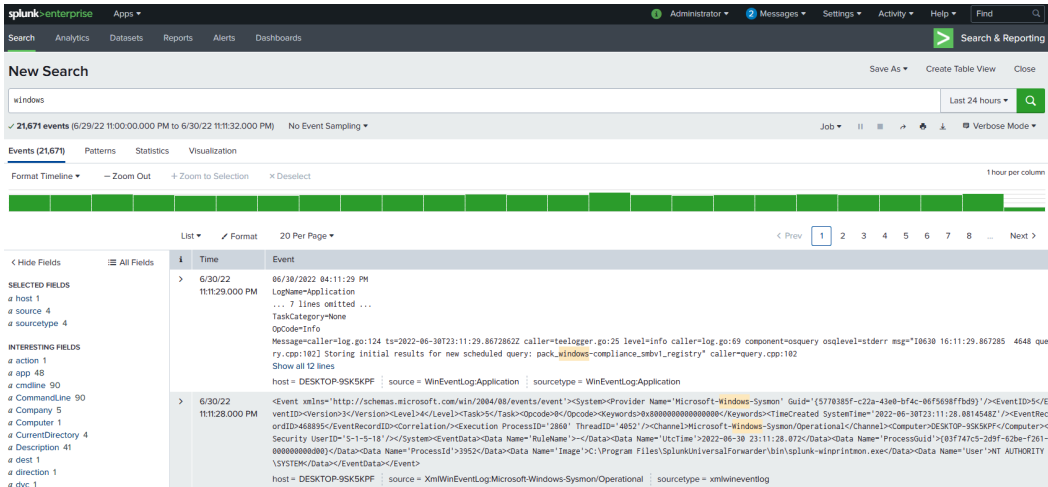 splunk>enterprise Apps ▾ i Administrator ▾ 2 Messages ▾ Settings ▾ Activity ▾ Help ▾ Find
Search Analytics Datasets Reports Alerts Dashboards > Search & Reporting
New Search Save As ▾ Create Table View Close
windows Last 24 hours ▾
✓ 21,671 events (6/29/22 11:00:00.000 PM to 6/30/22 11:11:32.000 PM) No Event Sampling ▾ Job ▾ Verbose Mode ▾
Events (21,671) Patterns Statistics Visualization
Format Timeline ▾ — Zoom Out + Zoom to Selection × Deselect 1 hour per column
List ▾ Format 20 Per Page ▾ < Prev 1 2 3 4 5 6 7 8 ... Next >
< Hide Fields All Fields i Time Event
SELECTED FIELDS
a host 1
a source 4
a sourcetype 4
INTERESTING FIELDS
a action 1
a app 48
a cmdline 90
a CommandLine 90
a Company 5
a Computer 1
a CurrentDirectory 4
a Description 41
a dest 1
a direction 1
a dvc 1
> 6/30/22
11:11:29.000 PM
06/30/2022 04:11:29 PM
LogName=Application
... 7 lines omitted ...
TaskCategory=None
OpCode=Info
Message=caller=log.go:124 ts=2022-06-30T23:11:29.8672862Z caller=teelogger.go:25 level=info caller=log.go:69 component=osquery osqlevel=stderr msg="I0630 16:11:29.867285 4648 que
ry.cpp:102] Storing initial results for new scheduled query: pack_windows-compliance_smbv1_registry" caller=query.cpp:102
Show all 12 lines
host = DESKTOP-9SK5KPF source = WinEventLog:Application sourcetype = WinEventLog:Application
> 6/30/22
11:11:28.000 PM
<Event xmlns='http://schemas.microsoft.com/win/2004/08/events/event'><System><Provider Name='Microsoft-Windows-Sysmon' Guid='{5770385f-c22a-43e0-bf4c-06f5698ffbd9}'/><EventID>5</E
ventID><Version>3</Version><Level>4</Level><Task>5</Task><Opcode>0</Opcode><Keywords>0x8000000000000000</Keywords><TimeCreated SystemTime='2022-06-30T23:11:28.0814548Z'/><EventRec
ordID>468895</EventRecordID><Correlation/><Execution ProcessID='2860' ThreadID='4052'/><Channel>Microsoft-Windows-Sysmon/Operational</Channel><Computer>DESKTOP-9SK5KPF</Computer><
Security UserID='S-1-5-18'/></System><EventData><Data Name='RuleName'>-</Data><Data Name='UtcTime'>2022-06-30 23:11:28.072</Data><Data Name='ProcessGuid'>{03f747c5-2d9f-62be-f261-
000000000d00}</Data><Data Name='ProcessId'>3952</Data><Data Name='Image'>C:\Program Files\SplunkUniversalForwarder\bin\splunk-winprintmon.exe</Data><Data Name='User'>NT AUTHORITY
\SYSTEM</Data></EventData></Event>
host = DESKTOP-9SK5KPF source = XmlWinEventLog:Microsoft-Windows-Sysmon/Operational sourcetype = xmlwineventlog